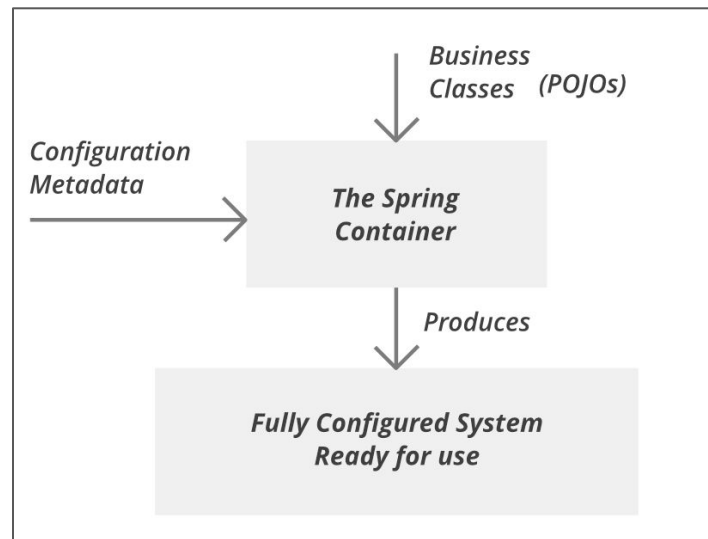 Business
Classes (POJOs)
Configuration
Metadata
The Spring
Container
Produces
Fully Configured System
Ready for use